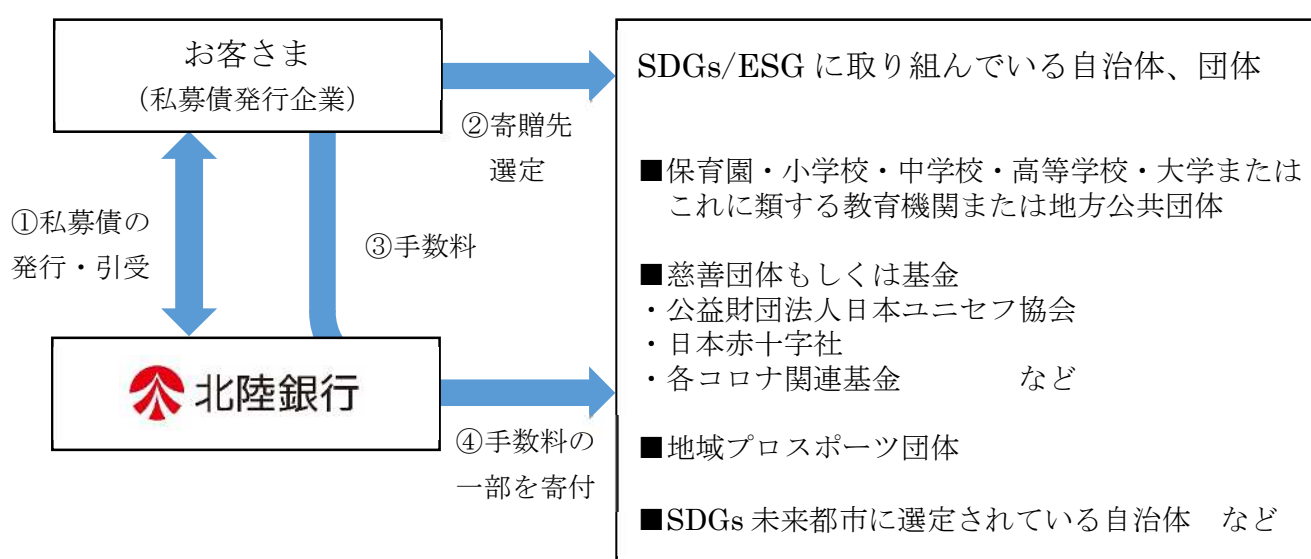 お客さま
（私募債発行企業）
②寄贈先
選定
①私募債の
発行・引受
③手数料
北陸銀行
④手数料の
一部を寄付
SDGs/ESG に取り組んでいる自治体、団体
■保育園・小学校・中学校・高等学校・大学または
これに類する教育機関または地方公共団体
■慈善団体もしくは基金
・公益財団法人日本ユニセフ協会
・日本赤十字社
・各コロナ関連基金　　　　など
■地域プロスポーツ団体
■SDGs 未来都市に選定されている自治体　など